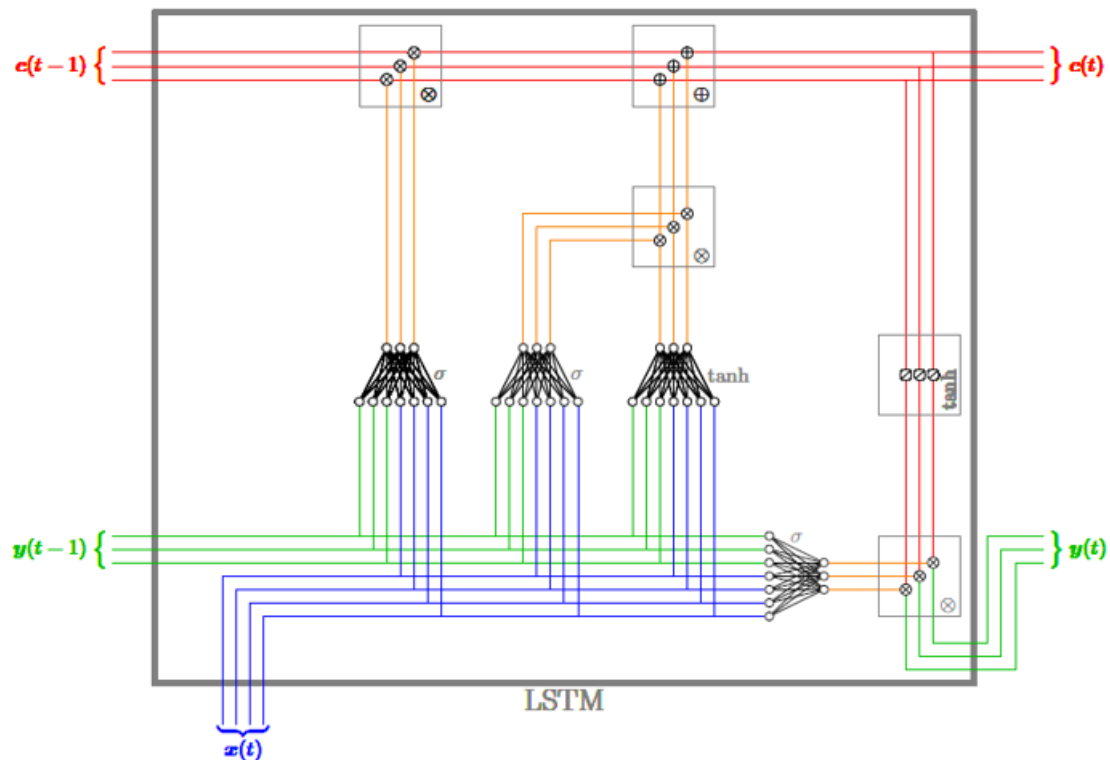 c(t − 1) {
} c(t)
⊗
⊕
⊗
σ
σ
tanh
tanh
y(t − 1) {
σ
} y(t)
⊗
LSTM
x(t)